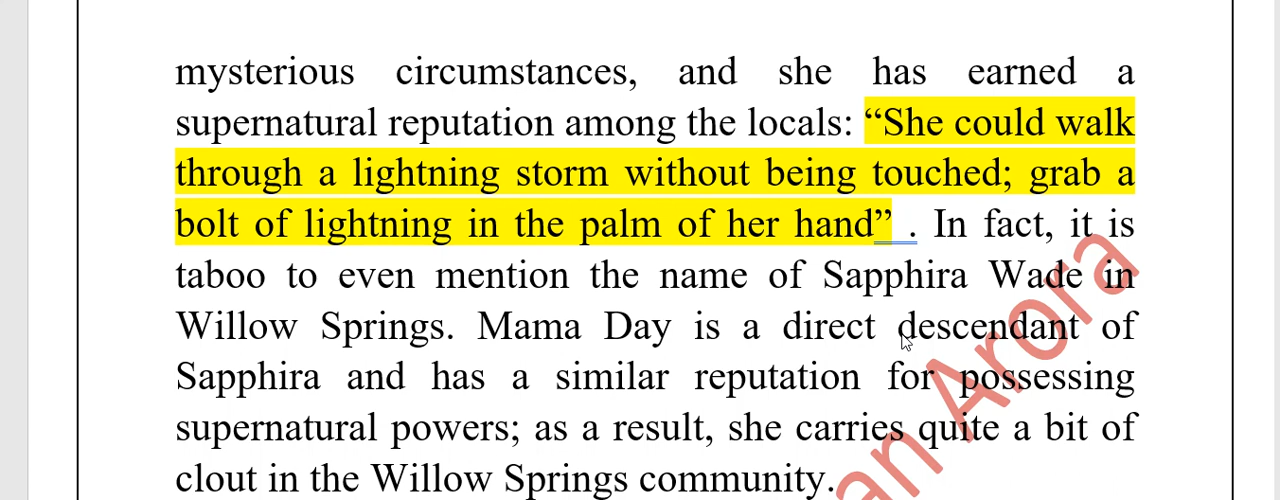 mysterious circumstances, and she has earned a
supernatural reputation among the locals: “She could walk
through a lightning storm without being touched; grab a
bolt of lightning in the palm of her hand” . In fact, it is
taboo to even mention the name of Sapphira Wade in
Willow Springs. Mama Day is a direct descendant of
Sapphira and has a similar reputation for possessing
supernatural powers; as a result, she carries quite a bit of
clout in the Willow Springs community.
an Arora